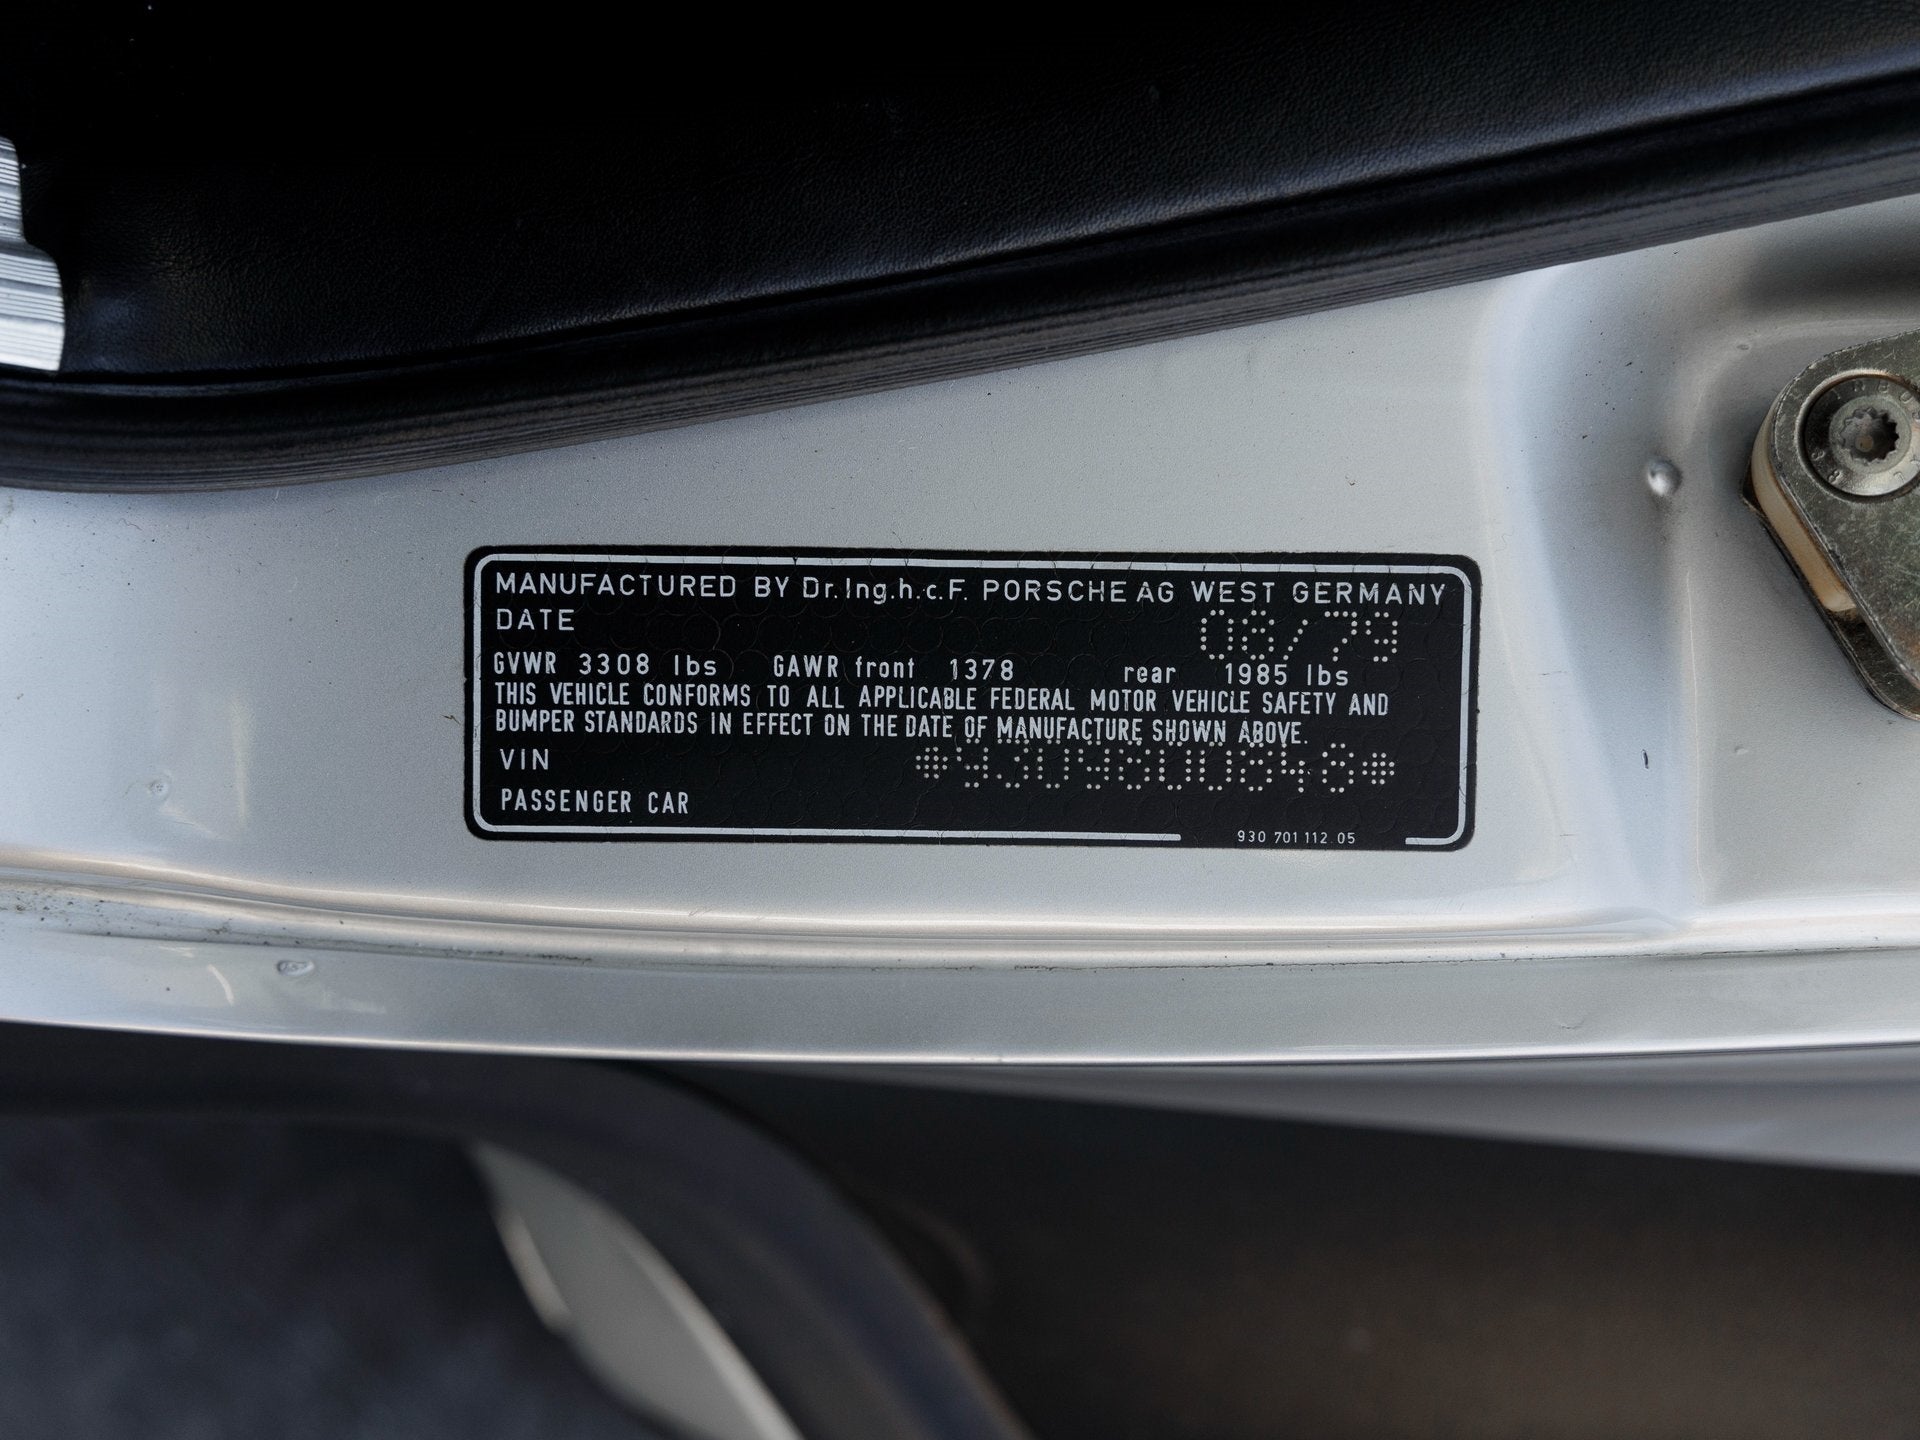 MANUFACTURED BY Dr.Ing.h.c.F. PORSCHE AG WEST GERMANY
DATE 08/79
GVWR 3308 lbs GAWR front 1378 rear 1985 lbs
THIS VEHICLE CONFORMS TO ALL APPLICABLE FEDERAL MOTOR VEHICLE SAFETY AND
BUMPER STANDARDS IN EFFECT ON THE DATE OF MANUFACTURE SHOWN ABOVE.
VIN *9309800848*
PASSENGER CAR
930 701 112 05